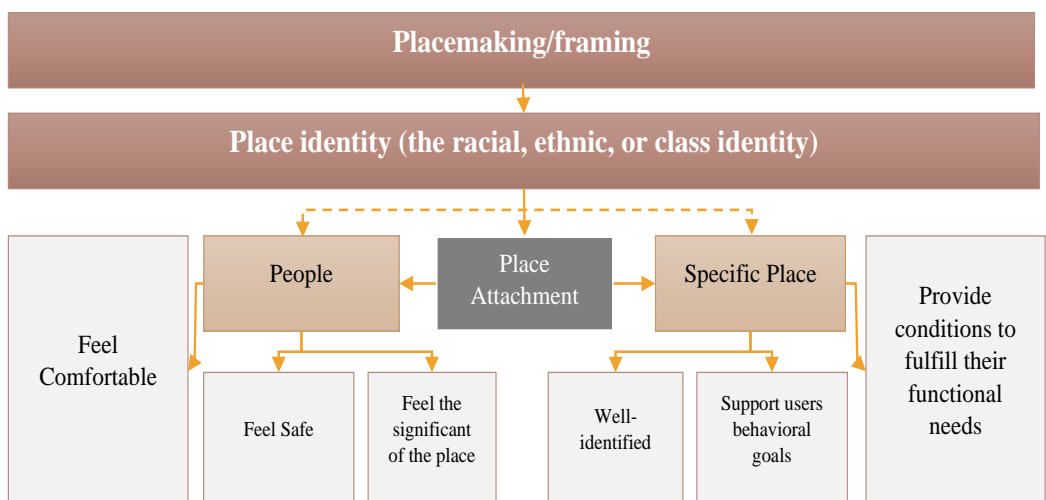 Placemaking/framing
Place identity (the racial, ethnic, or class identity)
People
Place
Attachment
Specific Place
Feel
Comfortable
Feel Safe
Feel the
significant
of the place
Well-
identified
Support users
behavioral
goals
Provide
conditions to
fulfill their
functional
needs